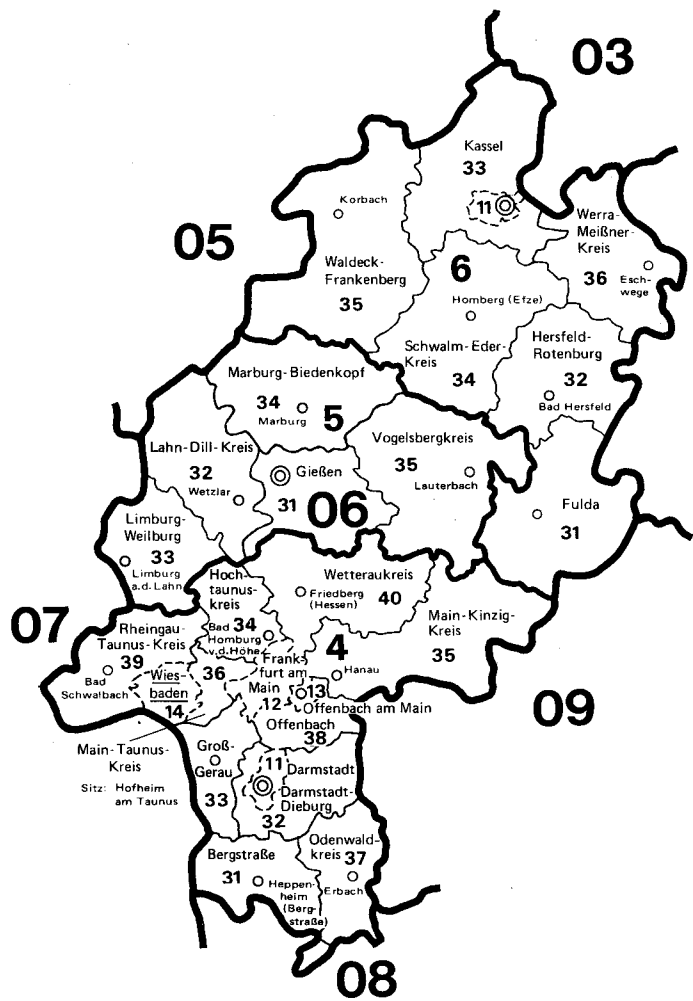 03
Kassel
33
11
Korbach
Werra-
Meißner-
Kreis
05
6
36
Esch-
wege
Waldeck-
Frankenberg
35
Homberg (Efze)
Schwalm-Eder-
Kreis
34
Hersfeld-
Rotenburg
32
Bad Hersfeld
Marburg-Biedenkopf
34
Marburg
5
Vogelsbergkreis
35
Lauterbach
Lahn-Dill-Kreis
32
Wetzlar
Gießen
31
06
Fulda
31
Limburg-
Weilburg
33
Limburg
a.d. Lahn
Hoch-
taunus-
kreis
34
Bad
Homburg
v.d.Höhe
Wetteraukreis
Friedberg
(Hessen)
40
Main-Kinzig-
Kreis
35
07
Rheingau-
Taunus-Kreis
39
Bad
Schwalbach
Wies-
baden
14
36
Frank-
furt am
Main
12
4
Hanau
13
Offenbach am Main
Offenbach
38
09
Main-Taunus-
Kreis
Sitz: Hofheim
am Taunus
Groß-
Gerau
33
11
Darmstadt
Darmstadt-
Dieburg
32
Odenwald-
kreis 37
Erbach
Bergstraße
31
Heppen-
heim
(Berg-
straße)
08